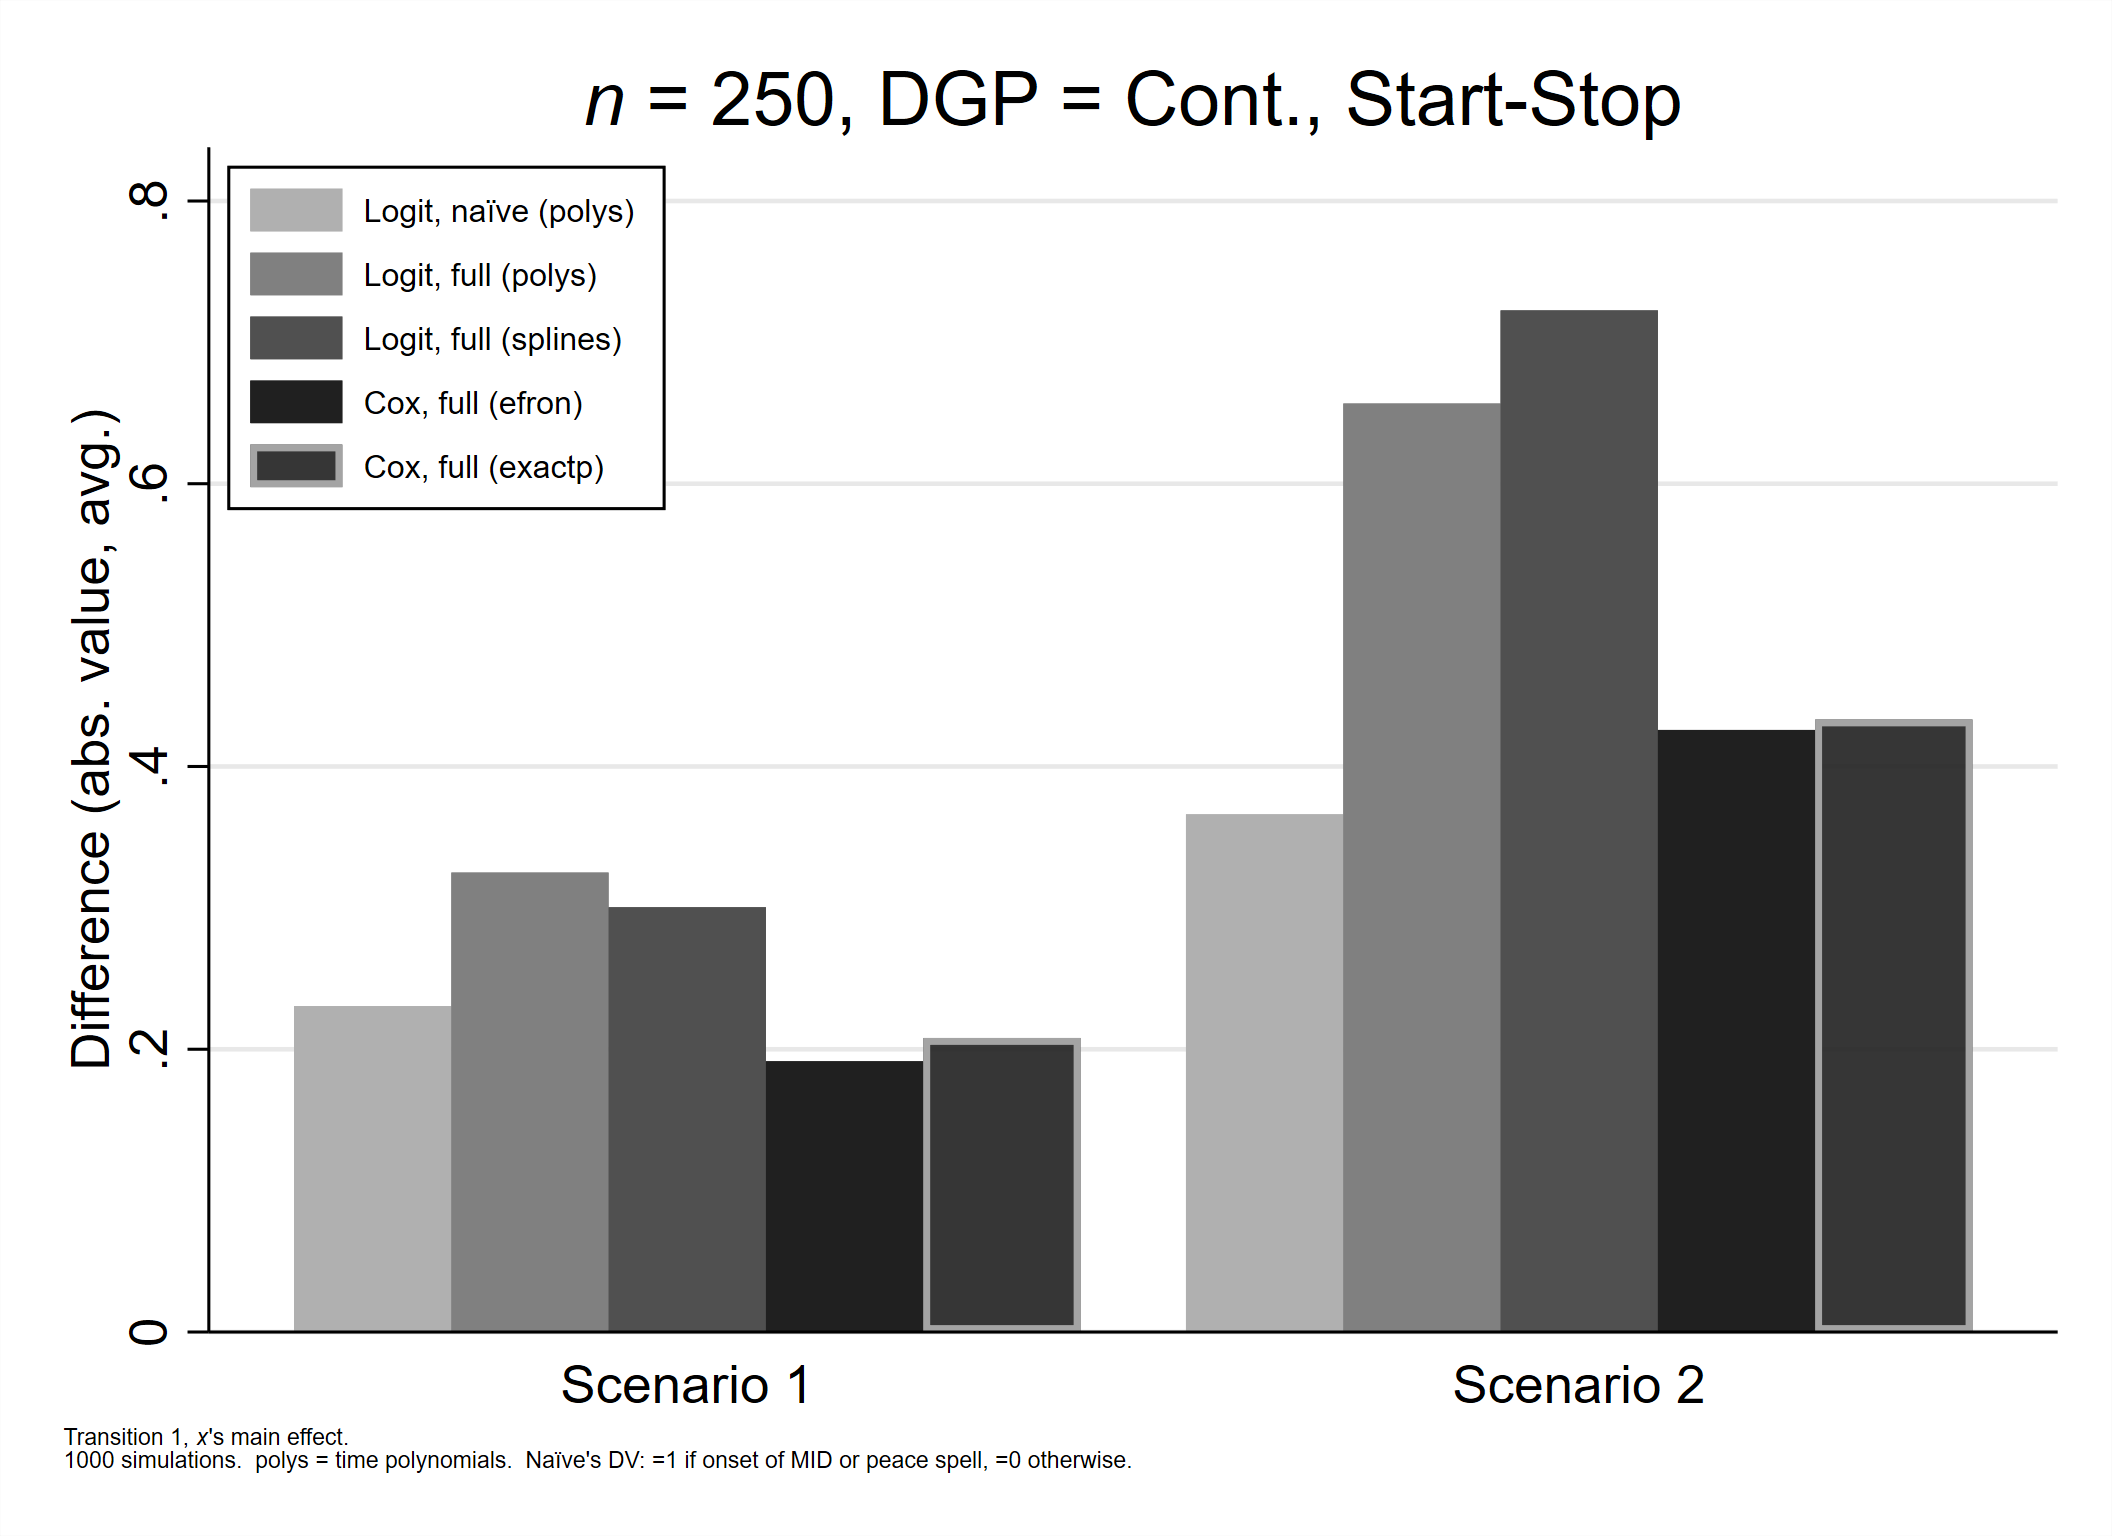 n = 250, DGP = Cont., Start-Stop
Difference (abs. value, avg.)
.8
.6
.4
.2
0
Logit, naïve (polys)
Logit, full (polys)
Logit, full (splines)
Cox, full (efron)
Cox, full (exactp)
Scenario 1
Scenario 2
Transition 1, x's main effect.
1000 simulations.  polys = time polynomials.  Naïve's DV: =1 if onset of MID or peace spell, =0 otherwise.